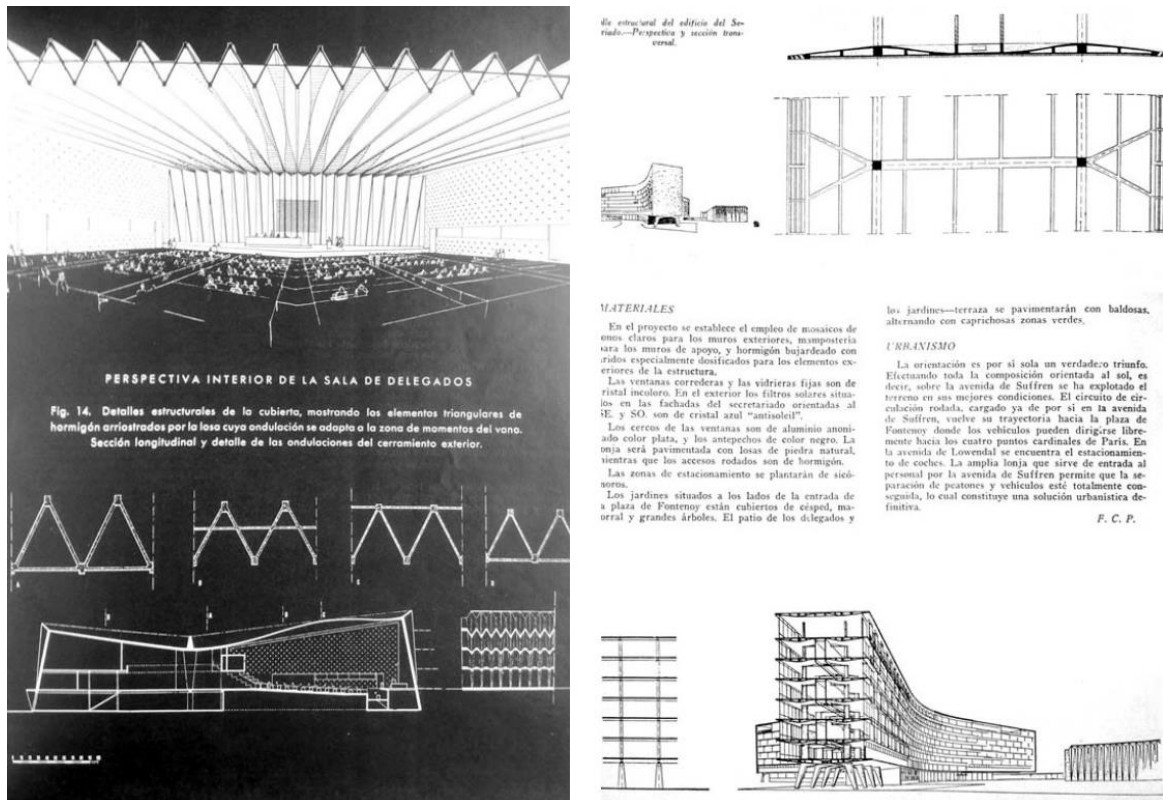 PERSPECTIVA INTERIOR DE LA SALA DE DELEGADOS
Fig. 14. Detalles estructurales de la cubierta, mostrando los elementos triangulares de
hormigón arriostrados por la losa cuya ondulación se adapta a la zona de momentos del vano.
Sección longitudinal y detalle de las ondulaciones del cerramiento exterior.
lle estructural del edificio del Se-
riado.—Perspectiva y sección trans-
versal.
MATERIALES
En el proyecto se establece el empleo de mosaicos de
onos claros para los muros exteriores, mampostería
para los muros de apoyo, y hormigón bujardeado con
ridos especialmente dosificados para los elementos ex-
eriores de la estructura.
Las ventanas correderas y las vidrieras fijas son de
ristal incoloro. En el exterior los filtros solares situa-
los en las fachadas del secretariado orientadas al
SE. y SO. son de cristal azul “antisoleil”.
Los cercos de las ventanas son de aluminio anoni-
ado color plata, y los antepechos de color negro. La
onja será pavimentada con losas de piedra natural,
mientras que los accesos rodados son de hormigón.
Las zonas de estacionamiento se plantarán de sicó-
moros.
Los jardines situados a los lados de la entrada de
a plaza de Fontenoy están cubiertos de césped, ma-
orral y grandes árboles. El patio de los delegados y
los jardines—terraza se pavimentarán con baldosas,
alternando con caprichosas zonas verdes.
URBANISMO
La orientación es por si sola un verdadero triunfo.
Efectuando toda la composición orientada al sol, es
decir, sobre la avenida de Suffren se ha explotado el
terreno en sus mejores condiciones. El circuito de cir-
culación rodada, cargado ya de por si en la avenida
de Suffren, vuelve su trayectoria hacia la plaza de
Fontenoy donde los vehículos pueden dirigirse libre-
mente hacia los cuatro puntos cardinales de París. En
la avenida de Lowendal se encuentra el estacionamien-
to de coches. La amplia lonja que sirve de entrada al
personal por la avenida de Suffren permite que la se-
paración de peatones y vehículos esté totalmente con-
seguida, lo cual constituye una solución urbanística de-
finitiva.
F. C. P.